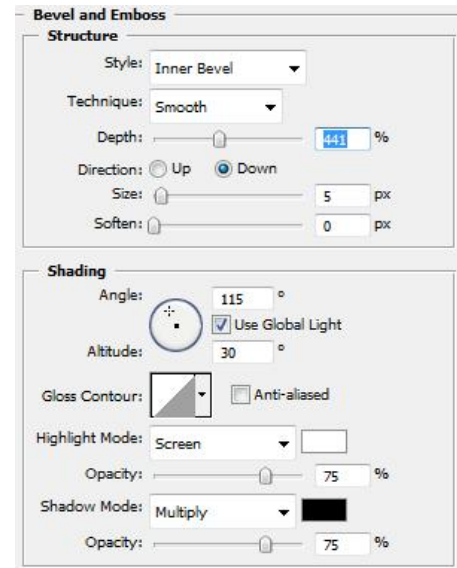 Bevel and Emboss
Structure
Style: Inner Bevel
Technique: Smooth
Depth: 441 %
Direction: Up Down
Size: 5 px
Soften: 0 px
Shading
Angle: 115 °
Use Global Light
Altitude: 30 °
Gloss Contour: Anti-aliased
Highlight Mode: Screen
Opacity: 75 %
Shadow Mode: Multiply
Opacity: 75 %